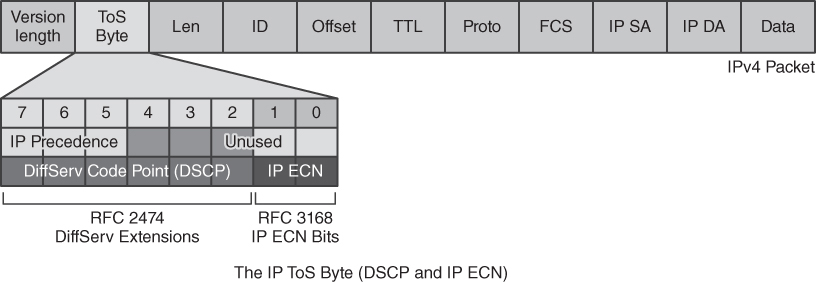 Version length ToS Byte Len ID Offset TTL Proto FCS IP SA IP DA Data
IPv4 Packet
7 6 5 4 3 2 1 0
IP Precedence Unused
DiffServ Code Point (DSCP) IP ECN
RFC 2474 DiffServ Extensions
RFC 3168 IP ECN Bits
The IP ToS Byte (DSCP and IP ECN)